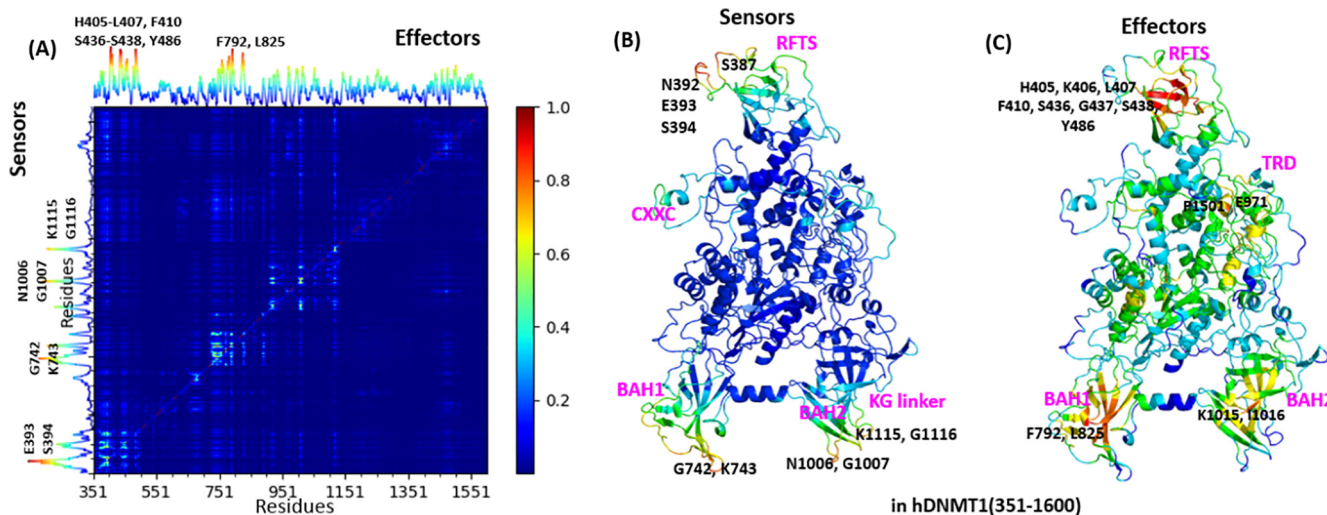 H405-L407, F410
S436-S438, Y486
F792, L825
(A)
Effectors
Sensors
K1115
G1116
N1006
G1007
Residues
G742
K743
E393
S394
351
551
751
951
1151
1351
1551
Residues
1.0
0.8
0.6
0.4
0.2
Sensors
(B)
RFTS
S387
N392
E393
S394
CXXC
BAH1
BAH2
KG linker
K1115, G1116
G742, K743
N1006, G1007
Effectors
(C)
RFTS
H405, K406, L407
F410, S436, G437, S438,
Y486
TRD
P1501
E971
BAH1
BAH2
K1015, I1016
F792, L825
in hDNMT1(351-1600)